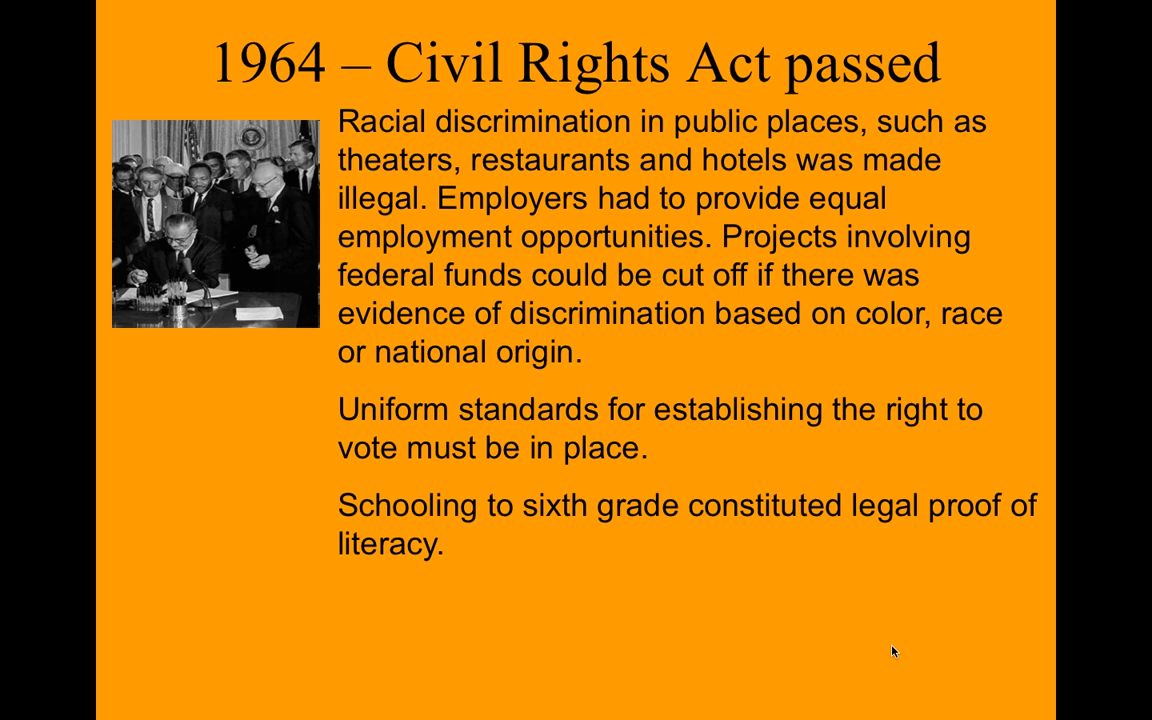 1964 – Civil Rights Act passed
Racial discrimination in public places, such as
theaters, restaurants and hotels was made
illegal. Employers had to provide equal
employment opportunities. Projects involving
federal funds could be cut off if there was
evidence of discrimination based on color, race
or national origin.
Uniform standards for establishing the right to
vote must be in place.
Schooling to sixth grade constituted legal proof of
literacy.